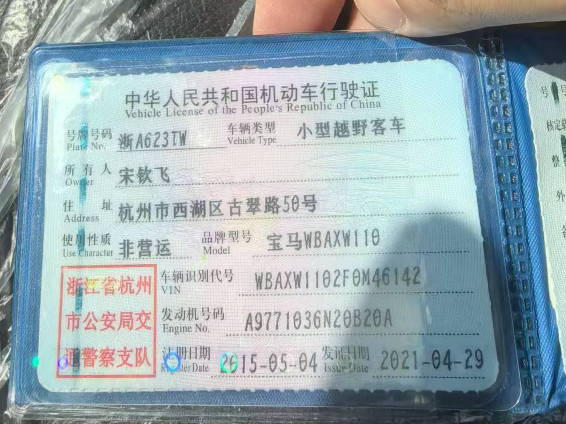 中华人民共和国机动车行驶证
Vehicle License of the People's Republic of China
号牌号码 浙A623TW 车辆类型 小型越野客车
Plate No. Vehicle Type
所有人 宋钦飞
Owner
住址 杭州市西湖区古翠路50号
Address
使用性质 非营运 品牌型号 宝马WBAXW110
Use Character Model
浙江省杭州
市公安局交
通警察支队
车辆识别代号 WBAXW1102F0M46142
VIN
发动机号码 A9771036N20B20A
Engine No.
注册日期 2015-05-04 发证日期 2021-04-29
Register Date Issue Date
核定载
整
外